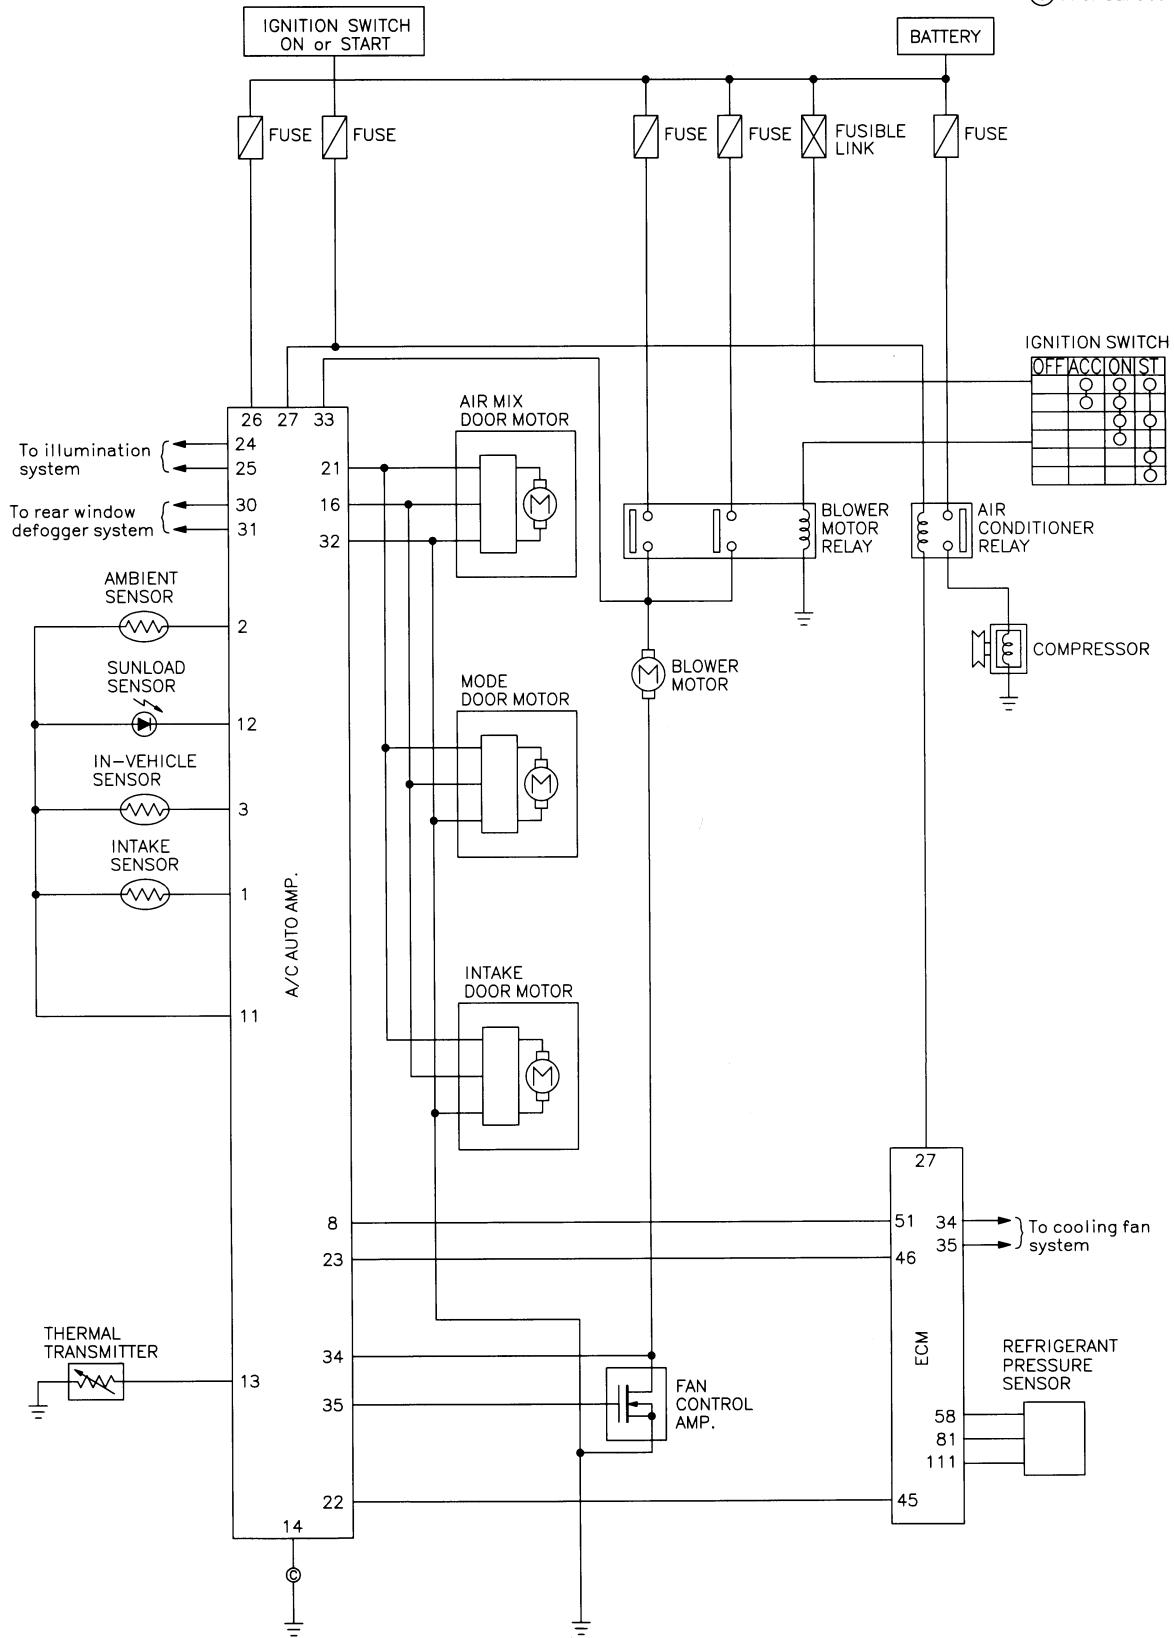 IGNITION SWITCH
ON or START
BATTERY
FUSE
FUSE
FUSE
FUSE
FUSIBLE
LINK
FUSE
IGNITION SWITCH
OFF ACC ON ST
26 27 33
24
25
To illumination
system
30
31
To rear window
defogger system
21
16
32
AIR MIX
DOOR MOTOR
M
BLOWER
MOTOR
RELAY
AIR
CONDITIONER
RELAY
AMBIENT
SENSOR
2
SUNLOAD
SENSOR
12
IN-VEHICLE
SENSOR
3
INTAKE
SENSOR
1
11
A/C AUTO AMP.
MODE
DOOR MOTOR
M
M
BLOWER
MOTOR
COMPRESSOR
INTAKE
DOOR MOTOR
M
27
8
51
34
23
46
35
To cooling fan
system
ECM
THERMAL
TRANSMITTER
13
34
35
FAN
CONTROL
AMP.
REFRIGERANT
PRESSURE
SENSOR
58
81
111
22
45
14
C